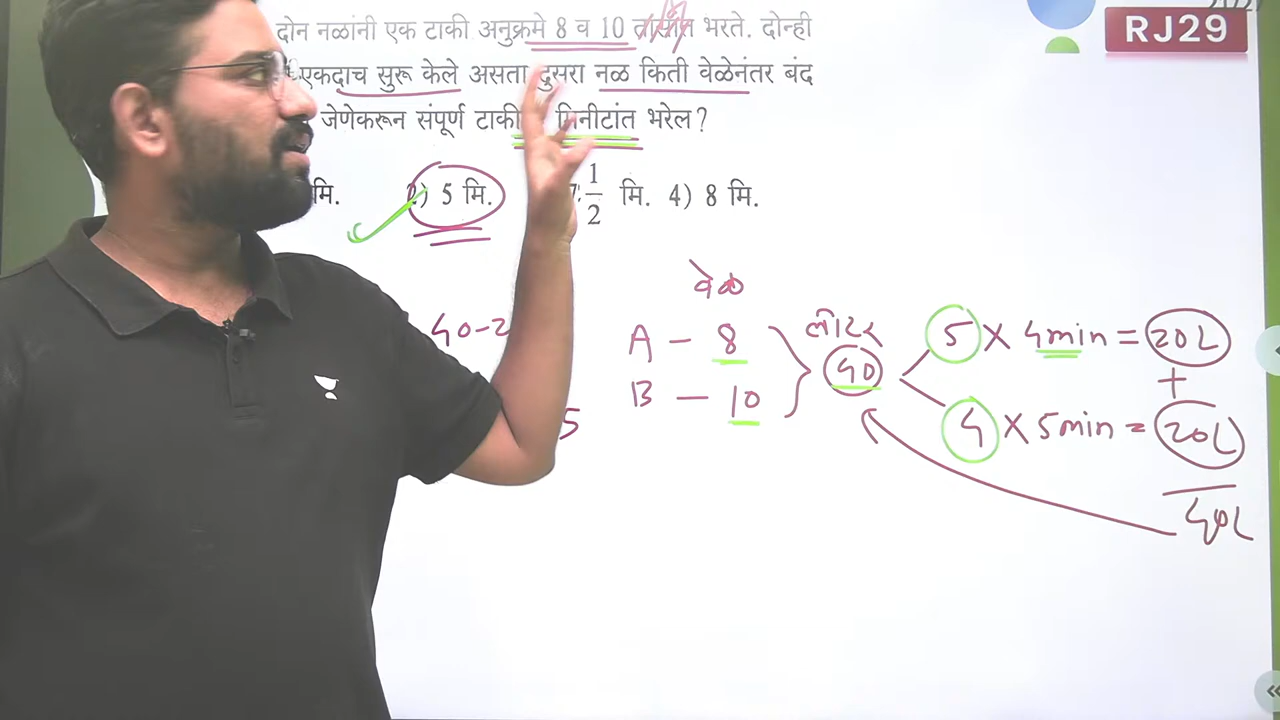 दोन नळांनी एक टाकी अनुक्रमे 8 व 10 भरते. दोन्ही
एकदाच सुरू केले असता दुसरा नळ किती वेळेनंतर बंद
जेणेकरून संपूर्ण टाकी मिनीटांत भरेल?
मि. 2) 5 मि. 1/2 मि. 4) 8 मि.
RJ29
वेळ
40-2
A - 8
B - 10
5
लीटर
40
5 X 4min = 20L
+
4 X 5min = 20L
40L